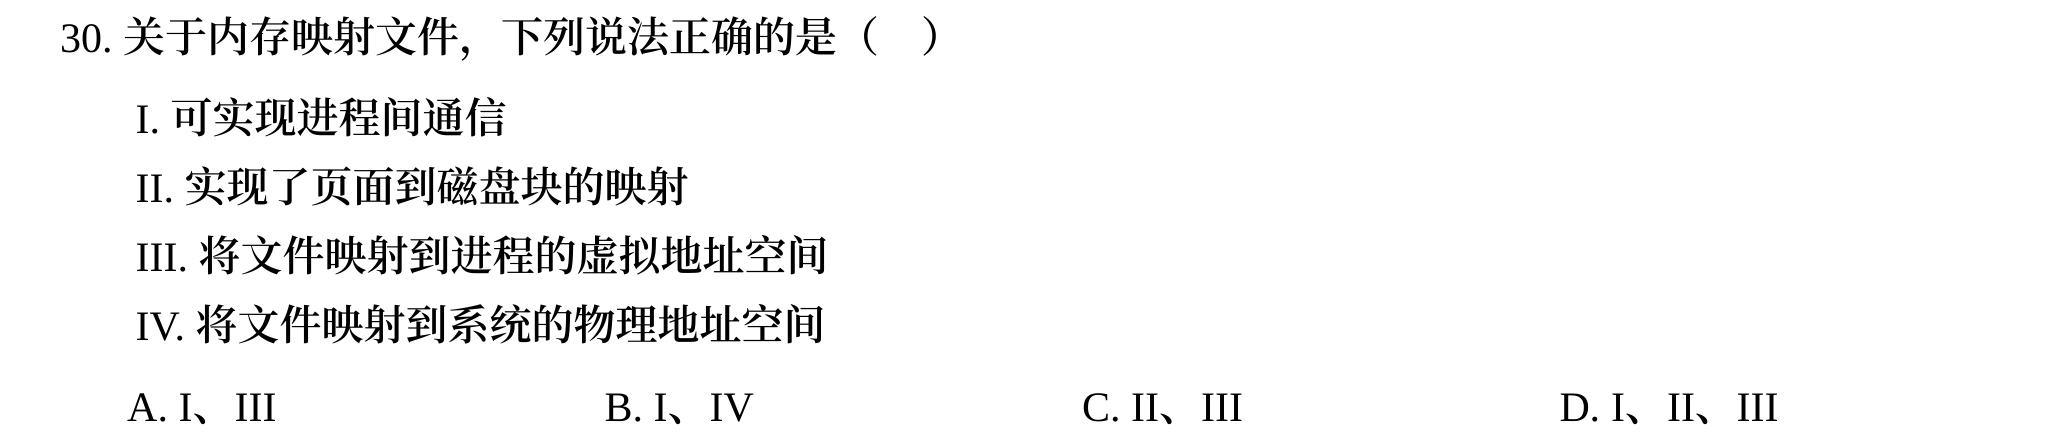 30. 关于内存映射文件，下列说法正确的是（　）
I. 可实现进程间通信
II. 实现了页面到磁盘块的映射
III. 将文件映射到进程的虚拟地址空间
IV. 将文件映射到系统的物理地址空间
A. I、III B. I、IV C. II、III D. I、II、III